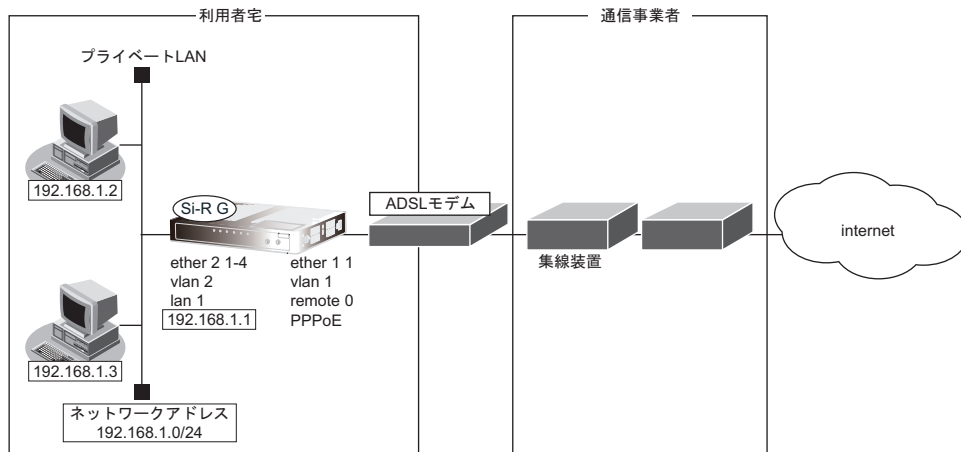 利用者宅
通信事業者
プライベートLAN
192.168.1.2
Si-R G
ADSLモデム
集線装置
internet
ether 2 1-4
vlan 2
lan 1
192.168.1.1
ether 1 1
vlan 1
remote 0
PPPoE
192.168.1.3
ネットワークアドレス
192.168.1.0/24